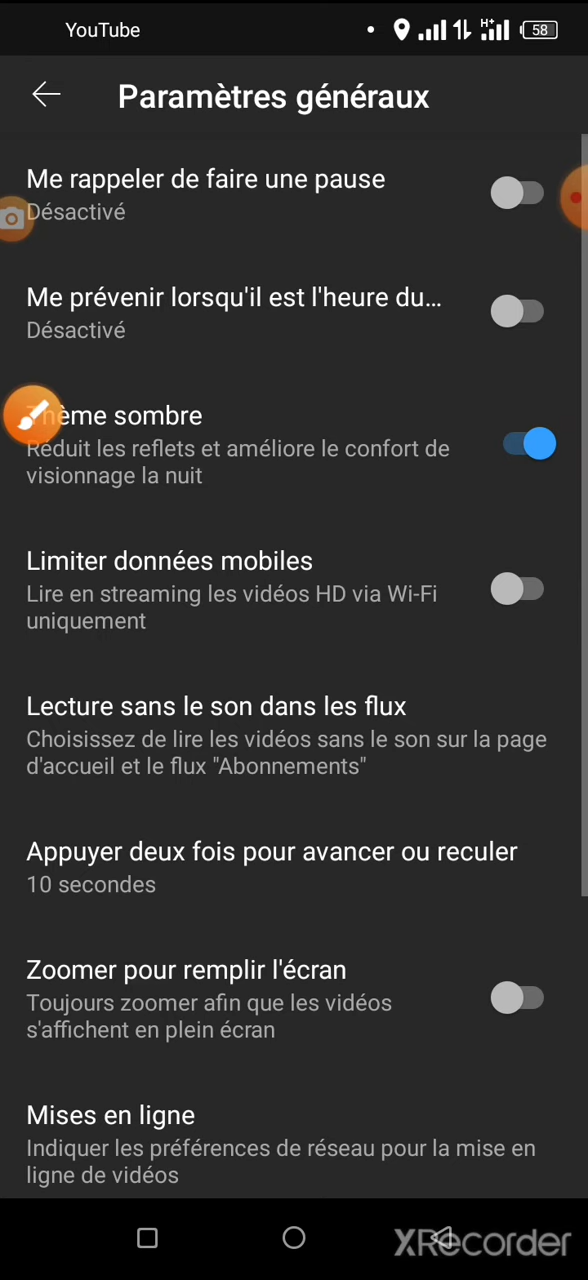 YouTube
H+
58
Paramètres généraux
Me rappeler de faire une pause
Désactivé
Me prévenir lorsqu'il est l'heure du...
Désactivé
Thème sombre
Réduit les reflets et améliore le confort de
visionnage la nuit
Limiter données mobiles
Lire en streaming les vidéos HD via Wi-Fi
uniquement
Lecture sans le son dans les flux
Choisissez de lire les vidéos sans le son sur la page
d'accueil et le flux "Abonnements"
Appuyer deux fois pour avancer ou reculer
10 secondes
Zoomer pour remplir l'écran
Toujours zoomer afin que les vidéos
s'affichent en plein écran
Mises en ligne
Indiquer les préférences de réseau pour la mise en
ligne de vidéos
XRecorder